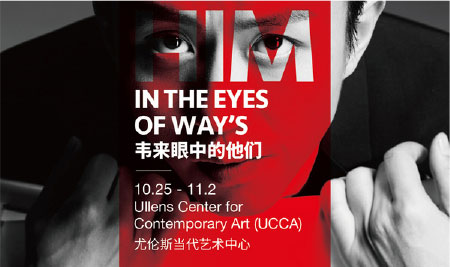 HIM
IN THE EYES
OF WAY'S
韦来眼中的他们
10.25 - 11.2
Ullens Center for
Contemporary Art (UCCA)
尤伦斯当代艺术中心